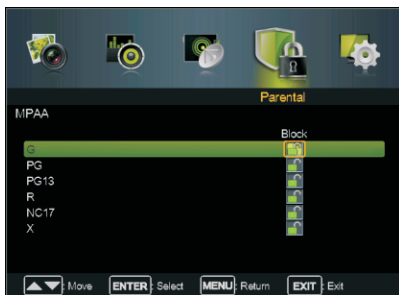 Parental
MPAA
Block
G
PG
PG13
R
NC17
X
▲▼: Move ENTER: Select MENU: Return EXIT: Exit